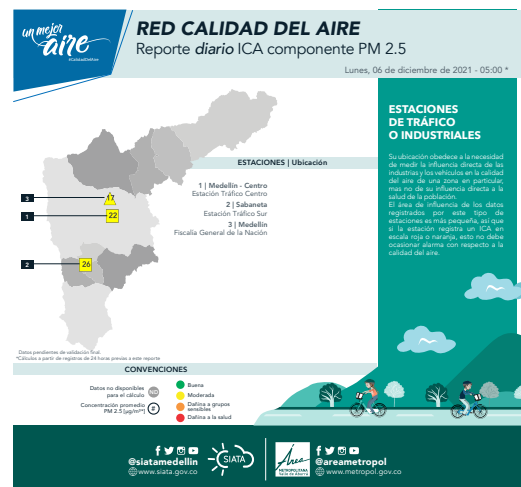 un mejor
aire
#CalidadDelAire
RED CALIDAD DEL AIRE
Reporte diario ICA componente PM 2.5
Lunes, 06 de diciembre de 2021 - 05:00 *
ESTACIONES | Ubicación
1 | Medellín - Centro
Estación Tráfico Centro
2 | Sabaneta
Estación Tráfico Sur
3 | Medellín
Fiscalía General de la Nación
3
17
1
22
2
26
ESTACIONES
DE TRÁFICO
O INDUSTRIALES
Su ubicación obedece a la necesidad
de medir la influencia directa de las
industrias y los vehículos en la calidad
del aire de una zona en particular,
mas no de su influencia directa a la
salud de la población.
El área de influencia de los datos
registrados por este tipo de
estaciones es más pequeña, así que
si la estación registra un ICA en
escala roja o naranja, esto no debe
ocasionar alarma con respecto a la
calidad del aire.
Datos pendientes de validación final.
*Cálculos a partir de registros de 24 horas previas a este reporte
CONVENCIONES
Datos no disponibles
para el cálculo
Concentración promedio
PM 2.5 [µg/m³]
#
Buena
Moderada
Dañina a grupos
sensibles
Dañina a la salud
@siatamedellin
www.siata.gov.co
SIATA
Área
METROPOLITANA
Valle de Aburrá
@areametropol
www.metropol.gov.co